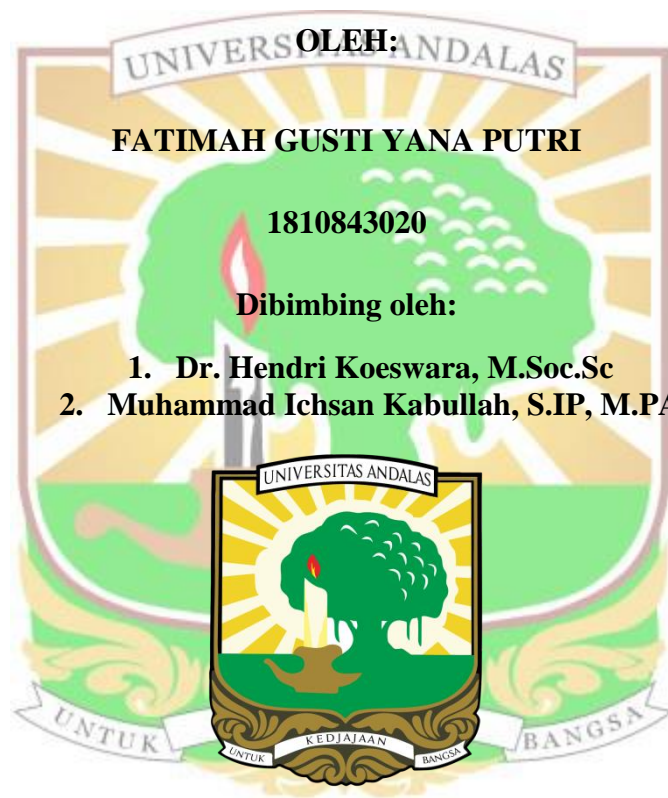 UNIVERSITAS ANDALAS
OLEH:
FATIMAH GUSTI YANA PUTRI
1810843020
Dibimbing oleh:
1. Dr. Hendri Koeswara, M.Soc.Sc
2. Muhammad Ichsan Kabullah, S.IP, M.PA
UNIVERSITAS ANDALAS
UNTUK KEDJAJAAN BANGSA
UNTUK BANGSA